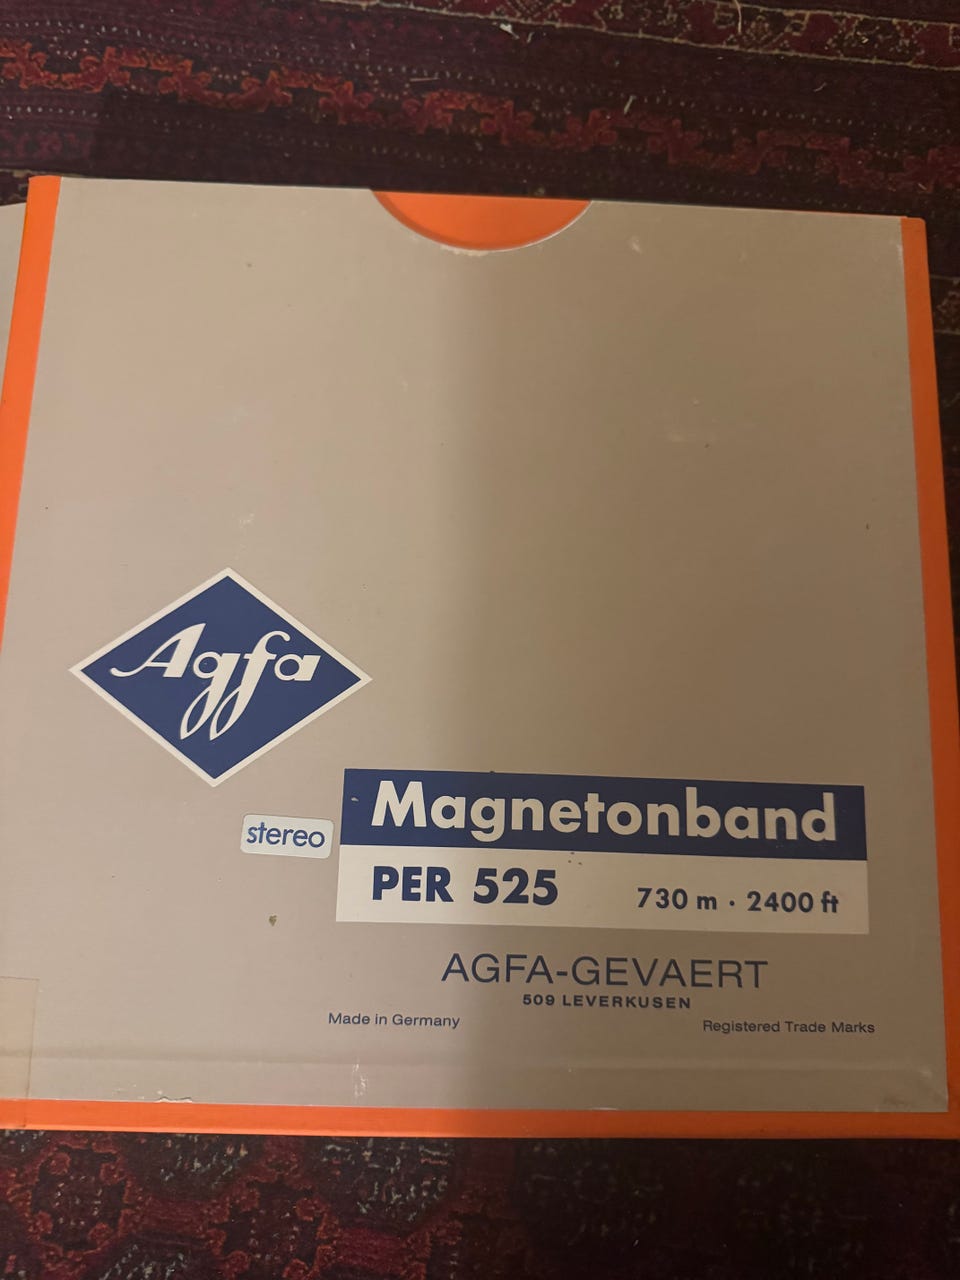 Agfa
Magnetonband
stereo
PER 525 730 m · 2400 ft
AGFA-GEVAERT
509 LEVERKUSEN
Made in Germany Registered Trade Marks